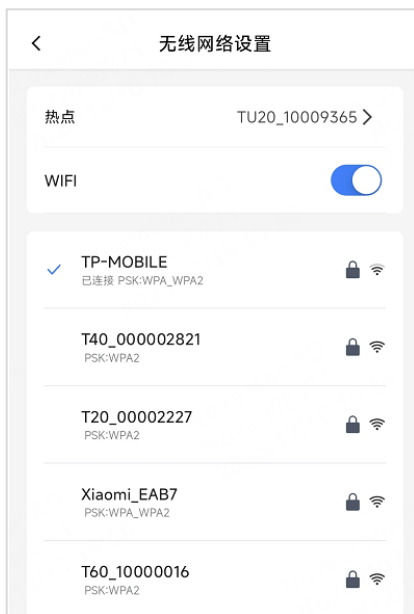 无线网络设置
热点 TU20_10009365
WIFI
TP-MOBILE
已连接 PSK:WPA_WPA2
T40_000002821
PSK:WPA2
T20_00002227
PSK:WPA2
Xiaomi_EAB7
PSK:WPA_WPA2
T60_10000016
PSK:WPA2